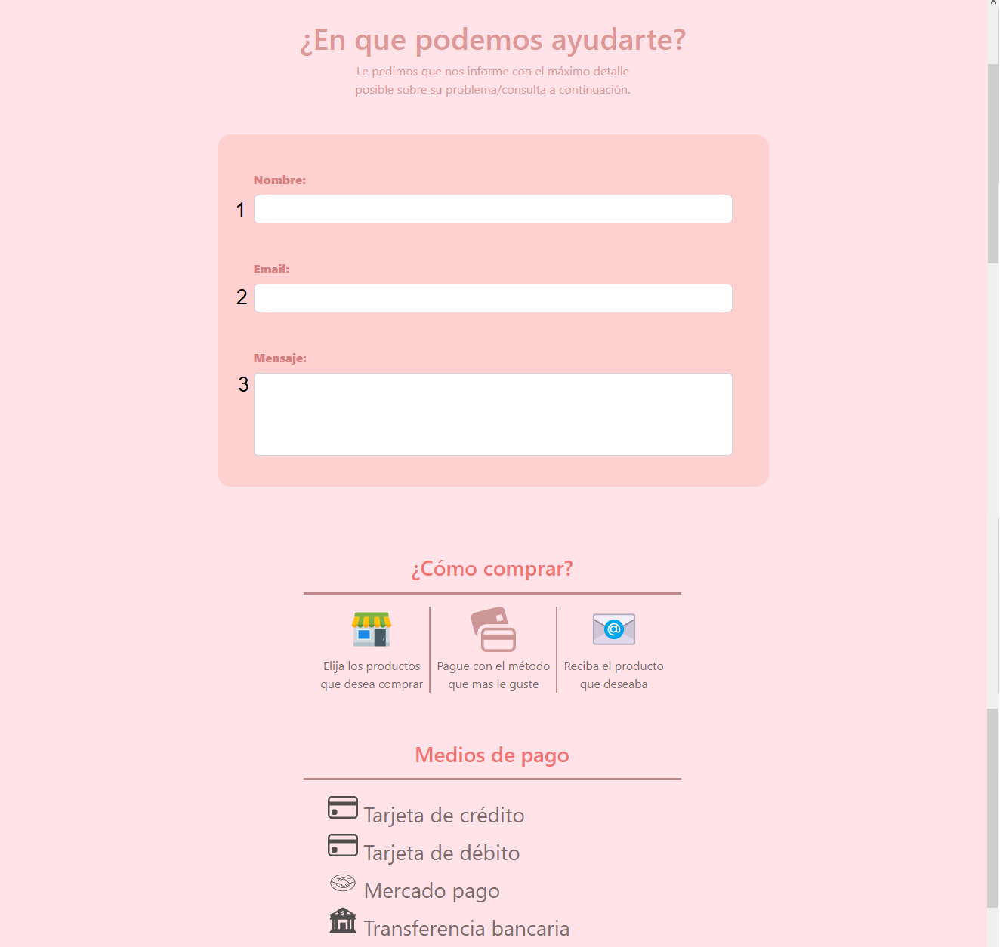 ¿En que podemos ayudarte?
Le pedimos que nos informe con el máximo detalle
posible sobre su problema/consulta a continuación.
Nombre:
1
Email:
2
Mensaje:
3
¿Cómo comprar?
Elija los productos
que desea comprar
Pague con el método
que mas le guste
@
Reciba el producto
que deseaba
Medios de pago
Tarjeta de crédito
Tarjeta de débito
Mercado pago
$
Transferencia bancaria